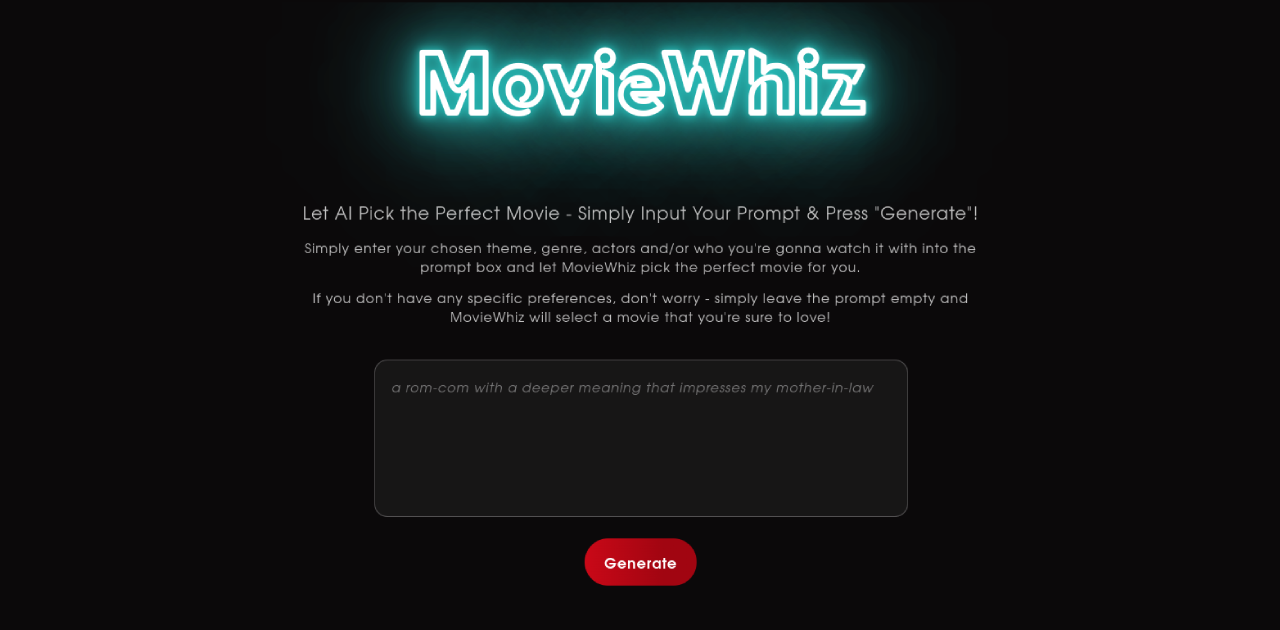 MovieWhiz
Let AI Pick the Perfect Movie - Simply Input Your Prompt & Press "Generate"!
Simply enter your chosen theme, genre, actors and/or who you're gonna watch it with into the
prompt box and let MovieWhiz pick the perfect movie for you.
If you don't have any specific preferences, don't worry - simply leave the prompt empty and
MovieWhiz will select a movie that you're sure to love!
a rom-com with a deeper meaning that impresses my mother-in-law
Generate